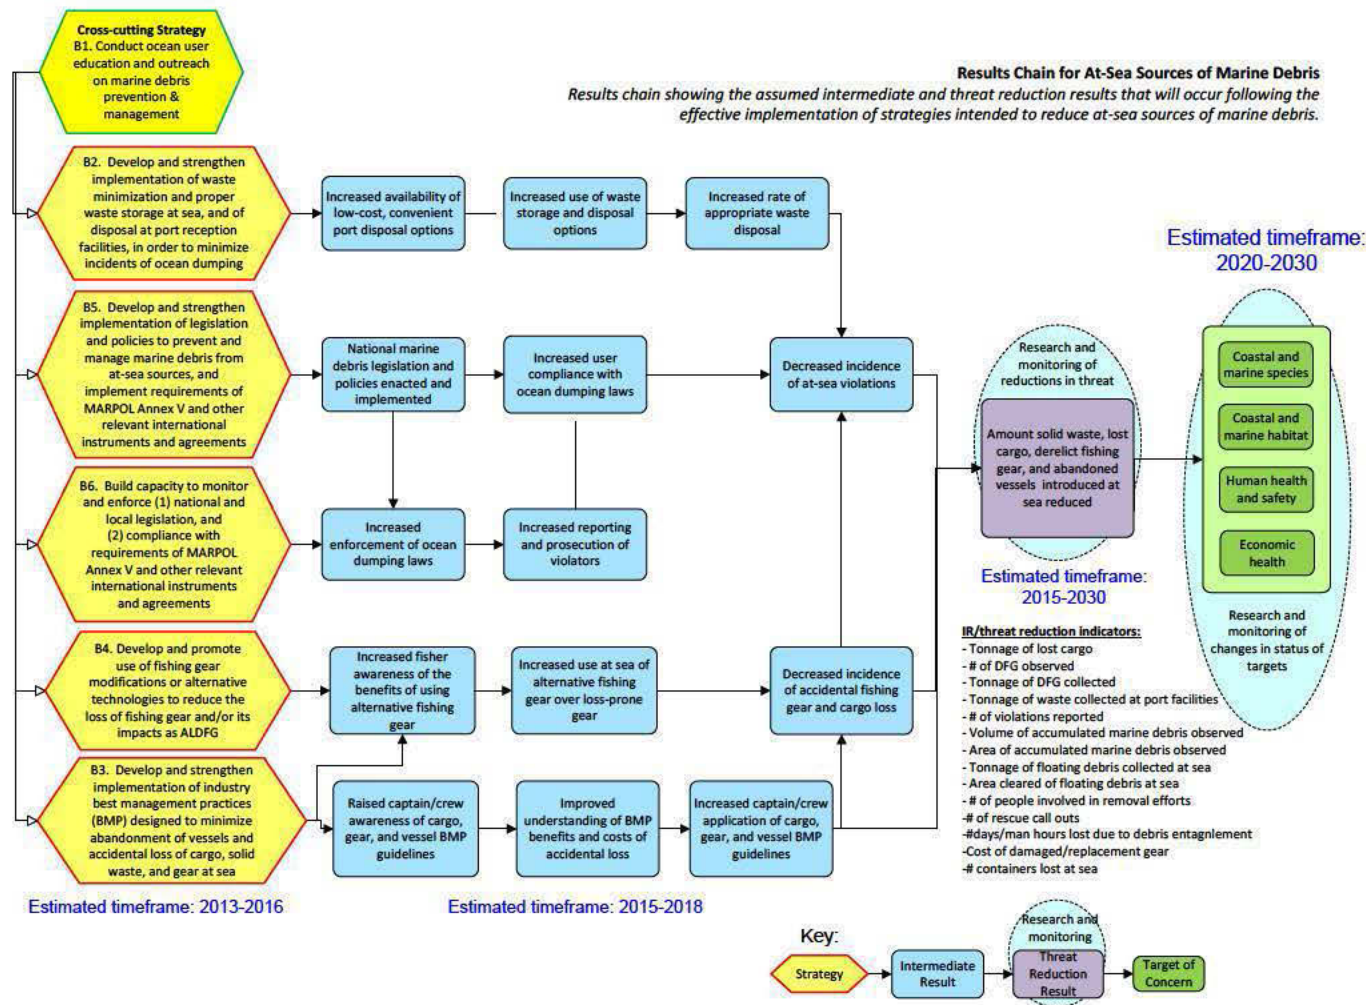 Cross-cutting Strategy
B1. Conduct ocean user
education and outreach
on marine debris
prevention &
management
Results Chain for At-Sea Sources of Marine Debris
Results chain showing the assumed intermediate and threat reduction results that will occur following the
effective implementation of strategies intended to reduce at-sea sources of marine debris.
B2. Develop and strengthen
implementation of waste
minimization and proper
waste storage at sea, and of
disposal at port reception
facilities, in order to minimize
incidents of ocean dumping
Increased availability of
low-cost, convenient
port disposal options
Increased use of waste
storage and disposal
options
Increased rate of
appropriate waste
disposal
B5. Develop and strengthen
implementation of legislation
and policies to prevent and
manage marine debris from
at-sea sources, and
implement requirements of
MARPOL Annex V and other
relevant international
instruments and agreements
National marine
debris legislation and
policies enacted and
implemented
Increased user
compliance with
ocean dumping laws
Decreased incidence
of at-sea violations
B6. Build capacity to monitor
and enforce (1) national and
local legislation, and
(2) compliance with
requirements of MARPOL
Annex V and other relevant
international instruments
and agreements
Increased
enforcement of ocean
dumping laws
Increased reporting
and prosecution of
violators
B4. Develop and promote
use of fishing gear
modifications or alternative
technologies to reduce the
loss of fishing gear and/or its
impacts as ALDFG
Increased fisher
awareness of the
benefits of using
alternative fishing
gear
Increased use at sea of
alternative fishing
gear over loss-prone
gear
Decreased incidence
of accidental fishing
gear and cargo loss
B3. Develop and strengthen
implementation of industry
best management practices
(BMP) designed to minimize
abandonment of vessels and
accidental loss of cargo, solid
waste, and gear at sea
Raised captain/crew
awareness of cargo,
gear, and vessel BMP
guidelines
Improved
understanding of BMP
benefits and costs of
accidental loss
Increased captain/crew
application of cargo,
gear, and vessel BMP
guidelines
Estimated timeframe: 2013-2016
Estimated timeframe: 2015-2018
Research and
monitoring of
reductions in threat
Amount solid waste, lost
cargo, derelict fishing
gear, and abandoned
vessels introduced at
sea reduced
Estimated timeframe:
2015-2030
Estimated timeframe:
2020-2030
Coastal and
marine species
Coastal and
marine habitat
Human health
and safety
Economic
health
Research and
monitoring of
changes in status of
targets
IR/threat reduction indicators:
- Tonnage of lost cargo
- # of DFG observed
- Tonnage of DFG collected
- Tonnage of waste collected at port facilities
- # of violations reported
- Volume of accumulated marine debris observed
- Area of accumulated marine debris observed
- Tonnage of floating debris collected at sea
- Area cleared of floating debris at sea
- # of people involved in removal efforts
- # of rescue call outs
-#days/man hours lost due to debris entagnlement
-Cost of damaged/replacement gear
-# containers lost at sea
Key:
Strategy
Intermediate
Result
Research and
monitoring
Threat
Reduction
Result
Target of
Concern